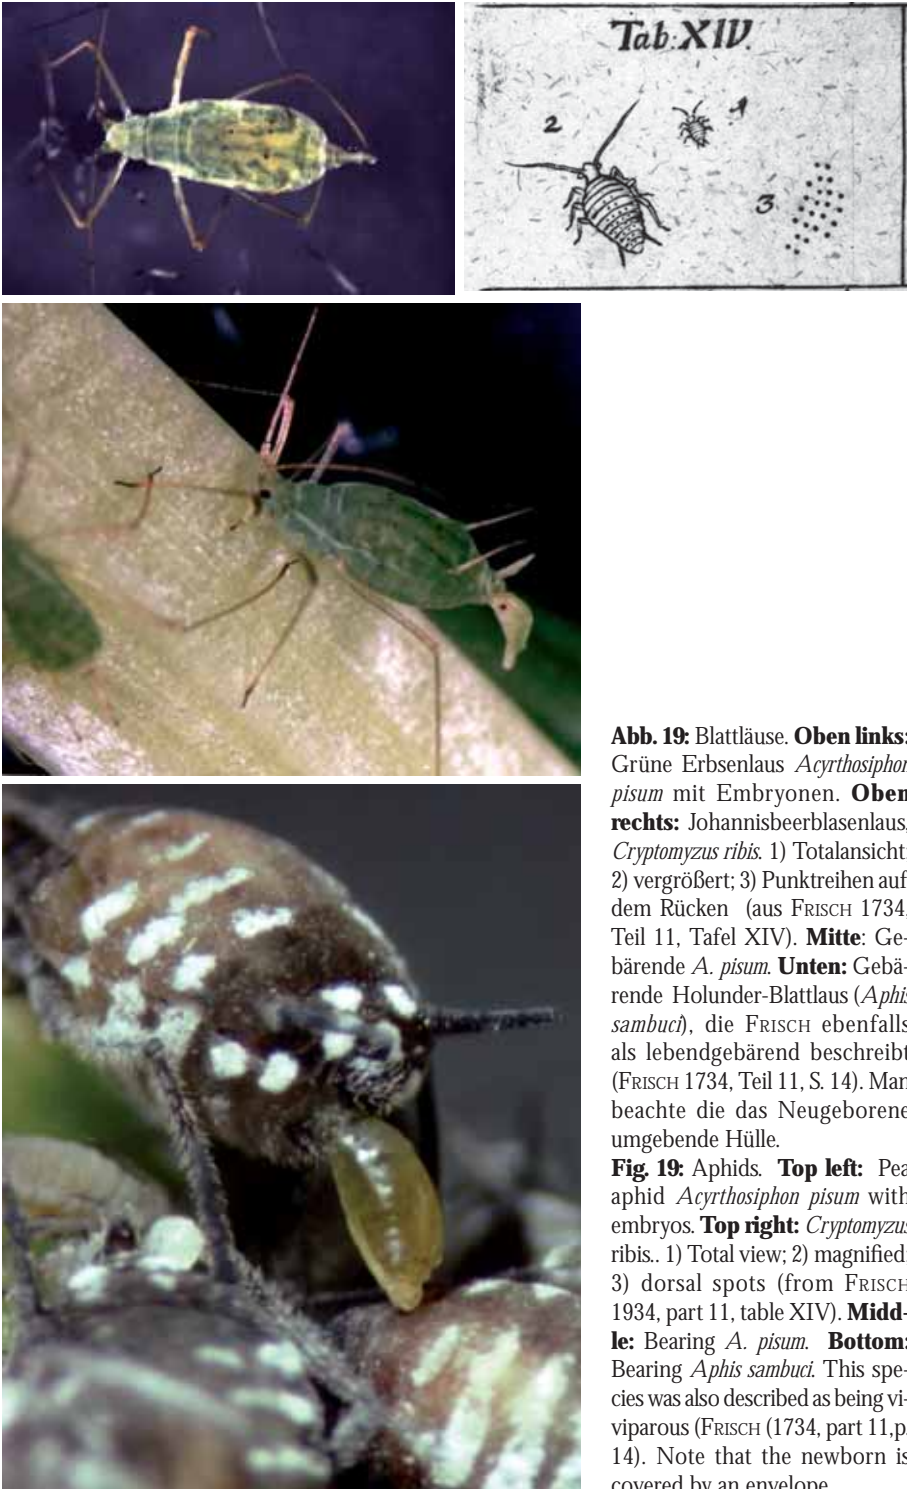 Tab: XIV.
2
1
3
Abb. 19: Blattläuse. Oben links:
Grüne Erbsenlaus Acyrthosiphon
pisum mit Embryonen. Oben
rechts: Johannisbeerblasenlaus,
Cryptomyzus ribis. 1) Totalansicht;
2) vergrößert; 3) Punktreihen auf
dem Rücken (aus FRISCH 1734,
Teil 11, Tafel XIV). Mitte: Ge-
bärende A. pisum. Unten: Gebä-
rende Holunder-Blattlaus (Aphis
sambuci), die FRISCH ebenfalls
als lebendgebärend beschreibt
(FRISCH 1734, Teil 11, S. 14). Man
beachte die das Neugeborene
umgebende Hülle.
Fig. 19: Aphids. Top left: Pea
aphid Acyrthosiphon pisum with
embryos. Top right: Cryptomyzus
ribis.. 1) Total view; 2) magnified;
3) dorsal spots (from FRISCH
1934, part 11, table XIV). Midd-
le: Bearing A. pisum. Bottom:
Bearing Aphis sambuci. This spe-
cies was also described as being vi-
viparous (FRISCH (1734, part 11,p.
14). Note that the newborn is
covered by an envelope